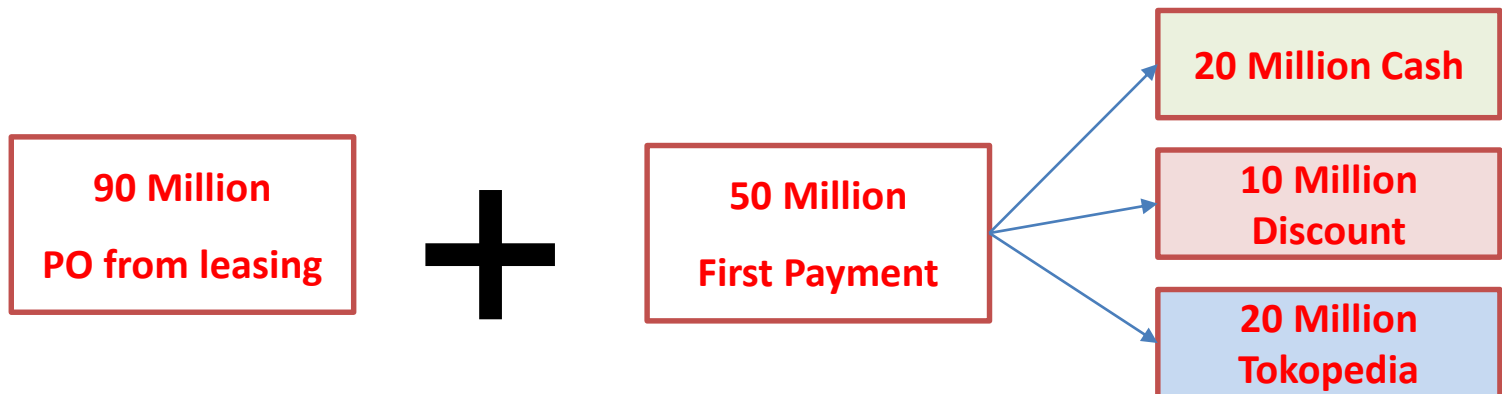 90 Million
PO from leasing
50 Million
First Payment
20 Million Cash
10 Million
Discount
20 Million
Tokopedia